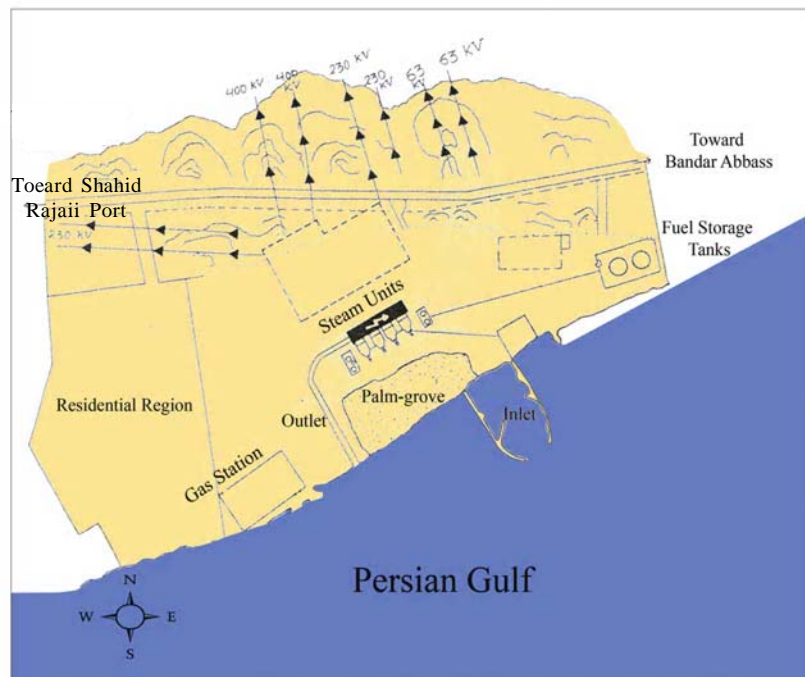 400 KV
400
KV
230 KV
230
KV
63
KV
63 KV
Toward
Bandar Abbass
Toeard Shahid
Rajaii Port
230 KV
Fuel Storage
Tanks
Steam Units
Residential Region
Outlet
Palm-grove
Inlet
Gas Station
Persian Gulf
N
W
E
S